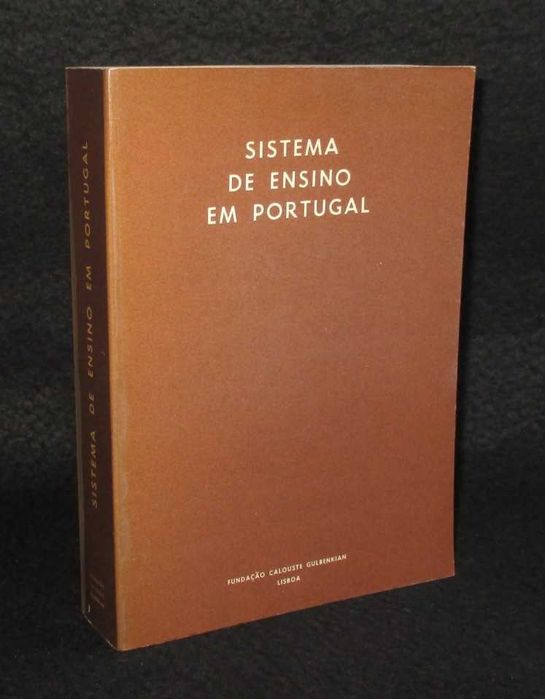 SISTEMA
DE ENSINO
EM PORTUGAL
FUNDAÇÃO CALOUSTE GULBENKIAN
LISBOA
SISTEMA DE ENSINO EM PORTUGAL